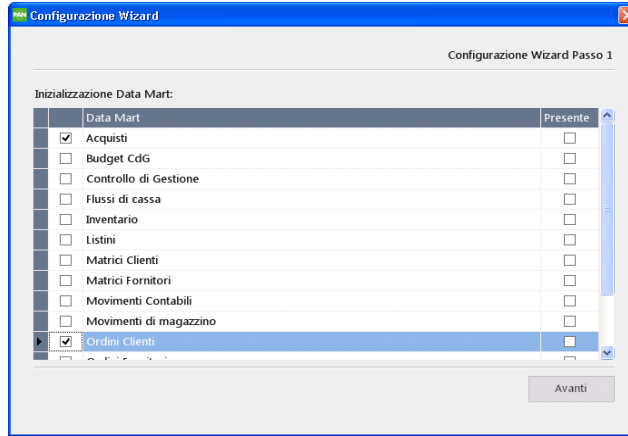 PAN Configurazione Wizard
Configurazione Wizard Passo 1
Inizializzazione Data Mart:
Data Mart Presente
Acquisti
Budget CdG
Controllo di Gestione
Flussi di cassa
Inventario
Listini
Matrici Clienti
Matrici Fornitori
Movimenti Contabili
Movimenti di magazzino
Ordini Clienti
Avanti